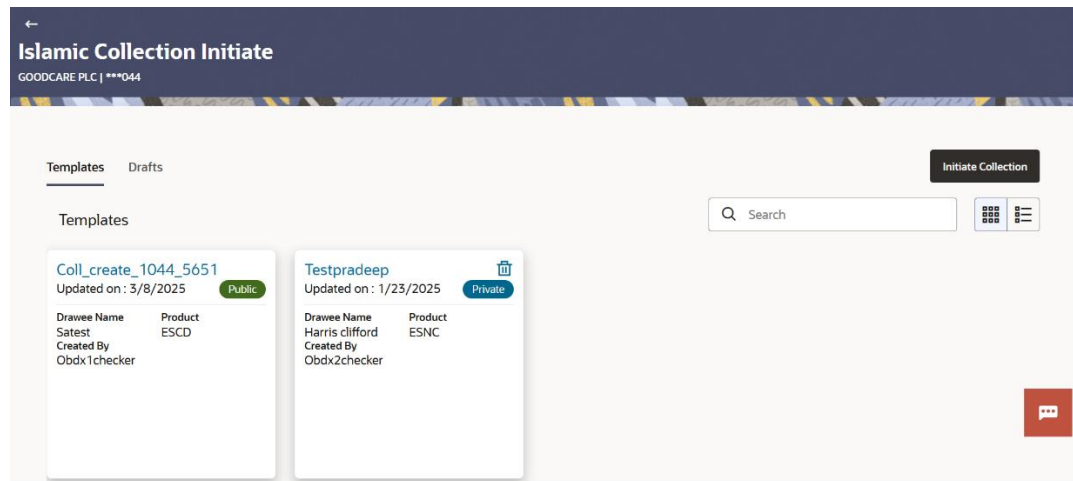 ←
Islamic Collection Initiate
GOODCARE PLC | ***044
Templates Drafts
Initiate Collection
Templates
Search
Coll_create_1044_5651
Updated on : 3/8/2025 Public
Drawee Name Product
Satest ESCD
Created By
Obdx1checker
Testpradeep
Updated on : 1/23/2025 Private
Drawee Name Product
Harris clifford ESNC
Created By
Obdx2checker